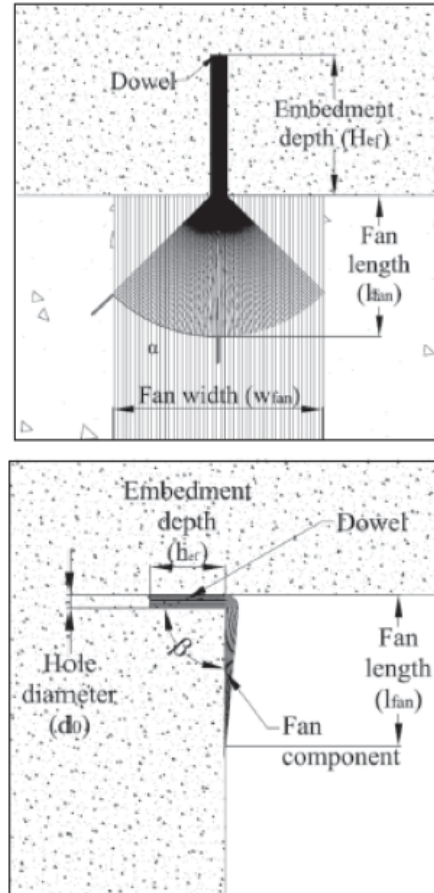 Dowel
Embedment
depth (Hef)
Fan
length
(lfan)
α
Fan width (wfan)
Embedment
depth
(hef)
Dowel
β
Hole
diameter
(d0)
Fan
length
(lfan)
Fan
component